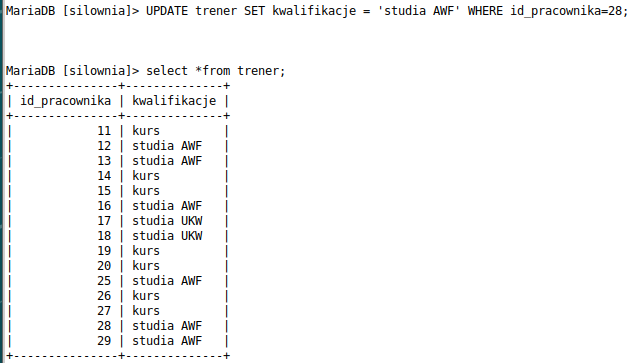 MariaDB [silownia]> UPDATE trener SET kwalifikacje = 'studia AWF' WHERE id_pracownika=28;
MariaDB [silownia]> select *from trener;
+---------------+--------------+
| id_pracownika | kwalifikacje |
+---------------+--------------+
|            11 | kurs         |
|            12 | studia AWF   |
|            13 | studia AWF   |
|            14 | kurs         |
|            15 | kurs         |
|            16 | studia AWF   |
|            17 | studia UKW   |
|            18 | studia UKW   |
|            19 | kurs         |
|            20 | kurs         |
|            25 | studia AWF   |
|            26 | kurs         |
|            27 | kurs         |
|            28 | studia AWF   |
|            29 | studia AWF   |
+---------------+--------------+